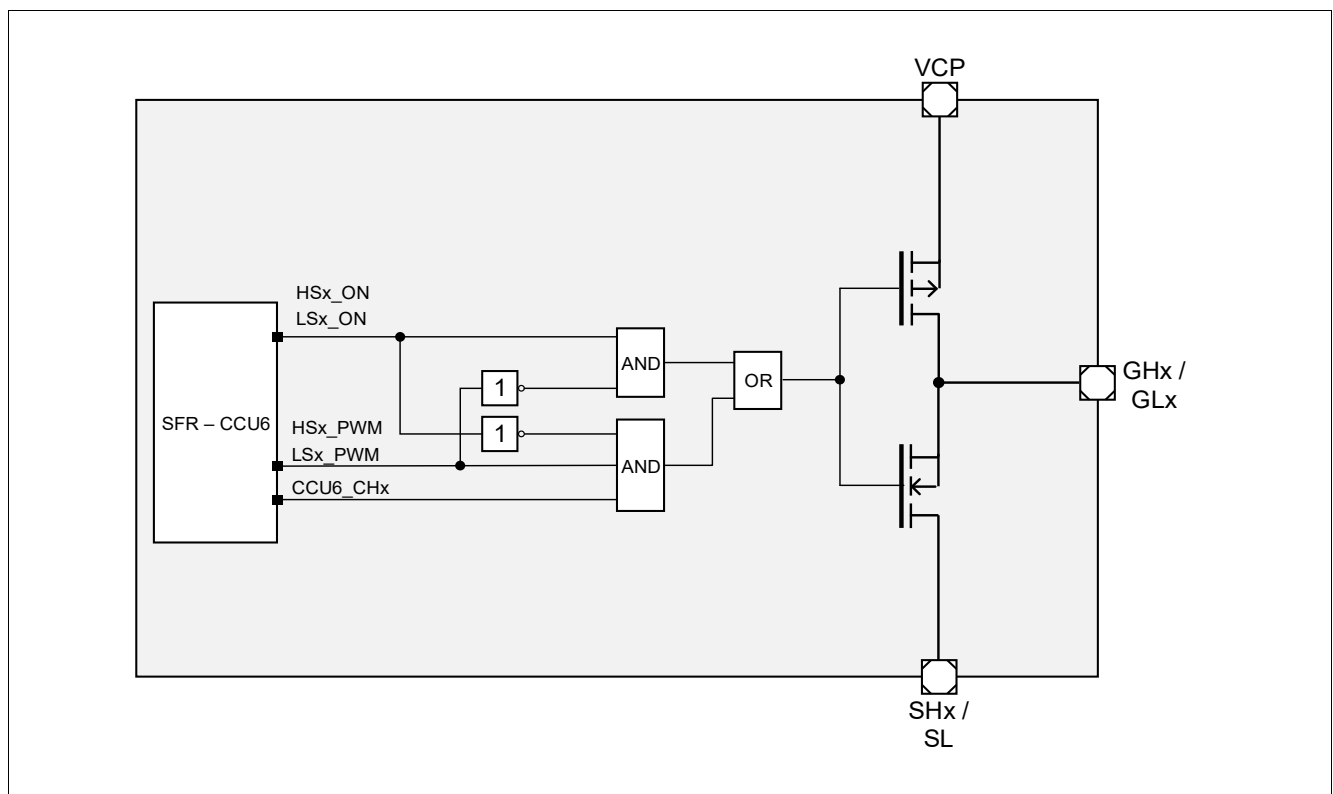 VCP
HSx_ON
LSx_ON
AND
1
OR
GHx /
GLx
SFR – CCU6
HSx_PWM
1
LSx_PWM
AND
CCU6_CHx
SHx /
SL